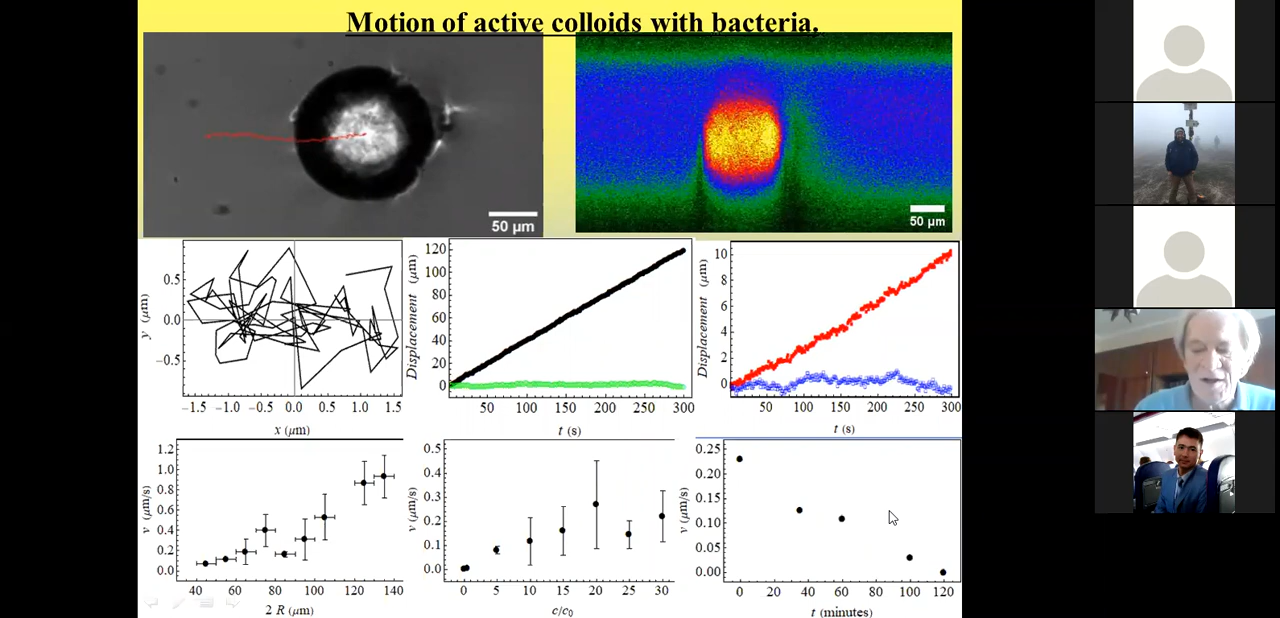 Motion of active colloids with bacteria.
50 μm
50 μm
y (μm)
0.5
0.0
−0.5
−1.5 −1.0 −0.5 0.0 0.5 1.0 1.5
x (μm)
Displacement (μm)
120
100
80
60
40
20
0
50 100 150 200 250 300
t (s)
Displacement (μm)
10
8
6
4
2
0
50 100 150 200 250 300
t (s)
v (μm/s)
1.2
1.0
0.8
0.6
0.4
0.2
0.0
40 60 80 100 120 140
2 R (μm)
v (μm/s)
0.5
0.4
0.3
0.2
0.1
0.0
0 5 10 15 20 25 30
c/c₀
v (μm/s)
0.25
0.20
0.15
0.10
0.05
0.00
0 20 40 60 80 100 120
t (minutes)